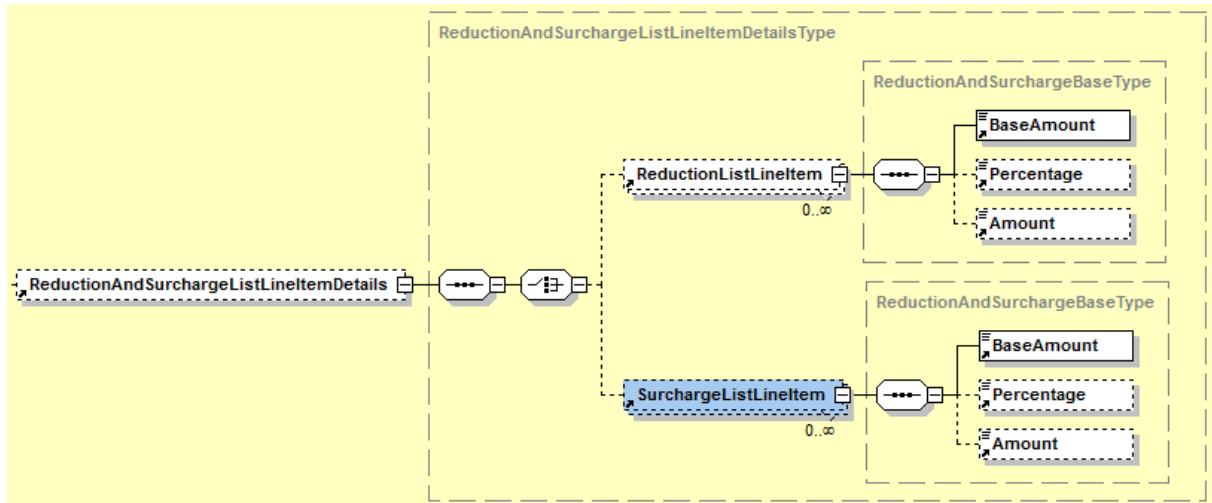 ReductionAndSurchargeListLineItemDetailsType
ReductionAndSurchargeBaseType
BaseAmount
ReductionListLineItem
Percentage
0..∞
Amount
ReductionAndSurchargeListLineItemDetails
ReductionAndSurchargeBaseType
BaseAmount
SurchargeListLineItem
Percentage
0..∞
Amount